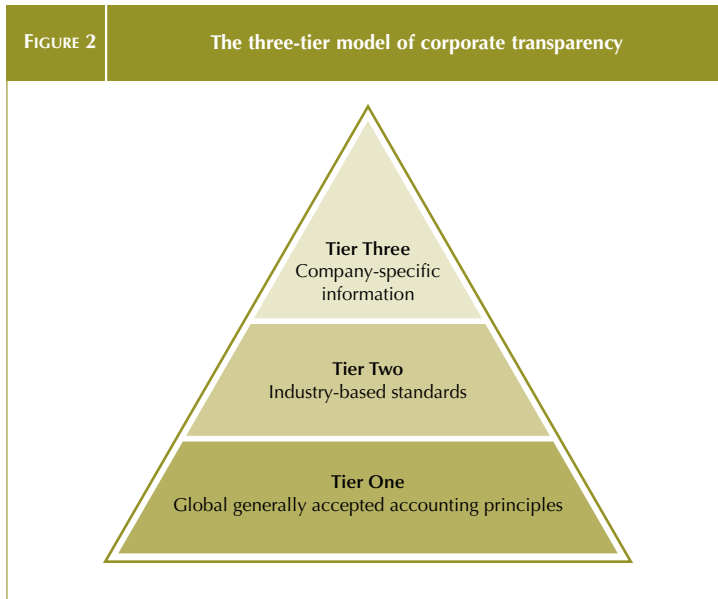 FIGURE 2
The three-tier model of corporate transparency
Tier Three
Company-specific
information
Tier Two
Industry-based standards
Tier One
Global generally accepted accounting principles